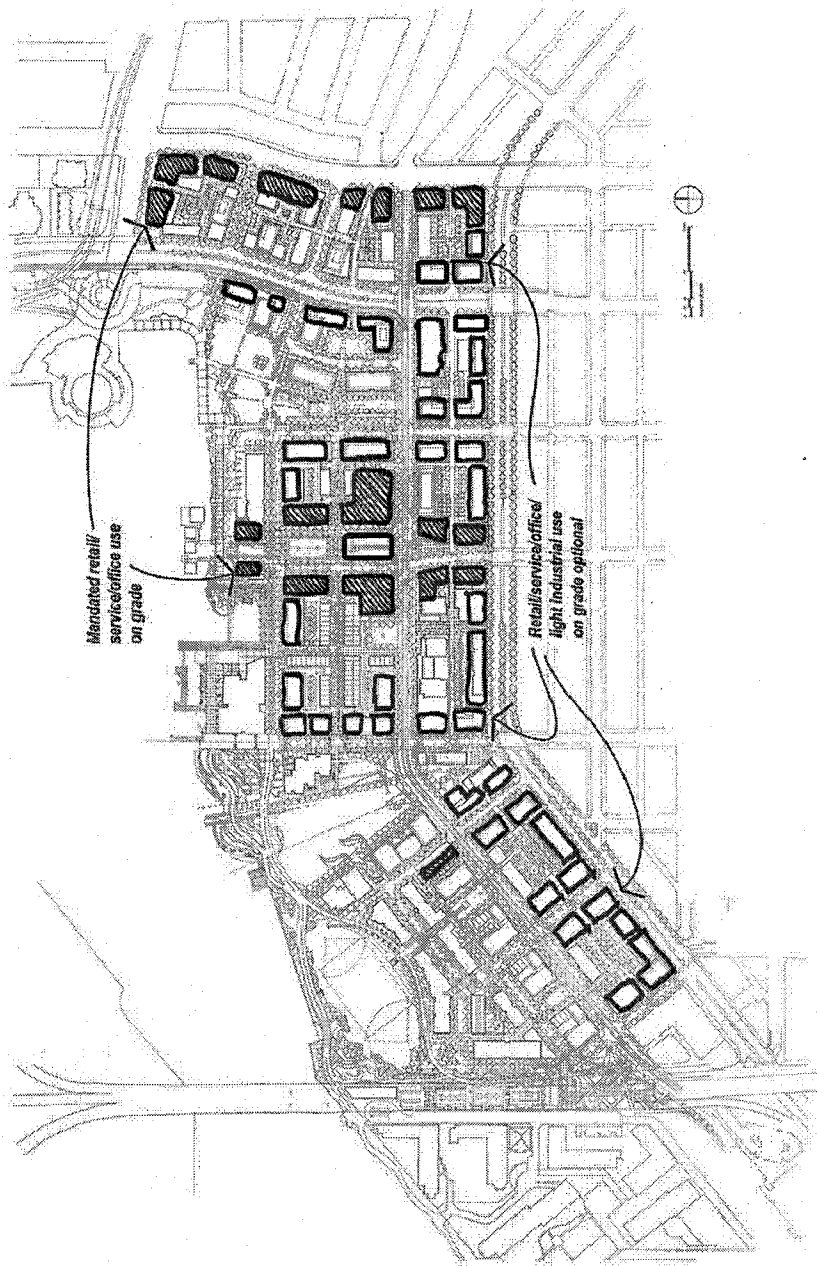 Mandated retail/
service/office use
on grade
Retail/service/office/
light industrial use
on grade optional